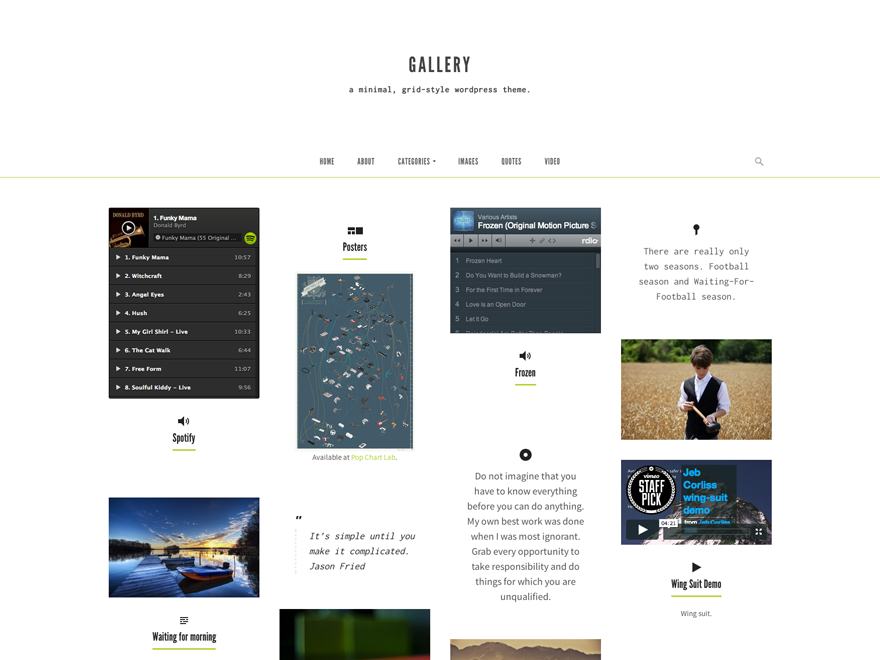 GALLERY
a minimal, grid-style wordpress theme.
HOME
ABOUT
CATEGORIES
IMAGES
QUOTES
VIDEO
DONALD BYRD
1. Funky Mama
Donald Byrd
Funky Mama (55 Original ...
1. Funky Mama 10:57
2. Witchcraft 8:29
3. Angel Eyes 2:43
4. Hush 6:25
5. My Girl Shirl – Live 10:33
6. The Cat Walk 6:44
7. Free Form 11:07
8. Soulful Kiddy – Live 9:56
Spotify
Waiting for morning
Posters
Available at Pop Chart Lab.
"
It's simple until you
make it complicated.
Jason Fried
Various Artists
Frozen (Original Motion Picture S
rdio
1 Frozen Heart
2 Do You Want to Build a Snowman?
3 For the First Time in Forever
4 Love is an Open Door
5 Let It Go
Frozen
Do not imagine that you
have to know everything
before you can do anything.
My own best work was done
when I was most ignorant.
Grab every opportunity to
take responsibility and do
things for which you are
unqualified.
There are really only
two seasons. Football
season and Waiting-For-
Football season.
vimeo
STAFF
PICK
Jeb
Corliss
wing-suit
demo
from Jeb Corliss
04:21
Wing Suit Demo
Wing suit.